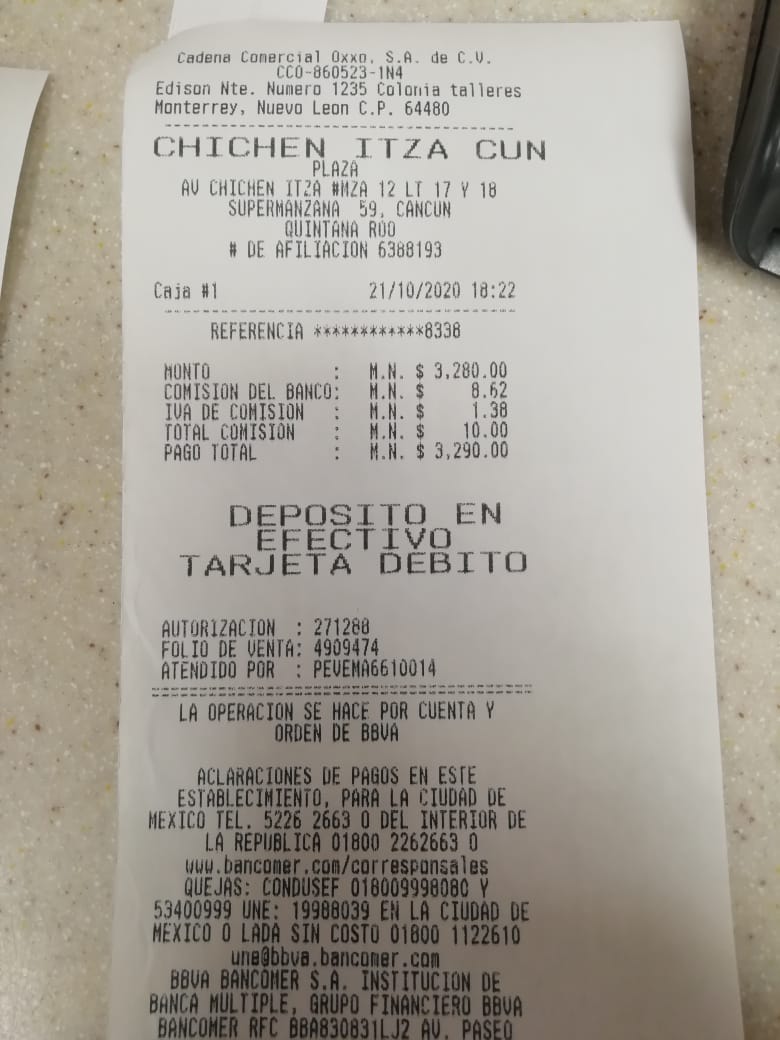 Cadena Comercial Oxxo, S.A. de C.V.
CCO-860523-1N4
Edison Nte. Numero 1235 Colonia talleres
Monterrey, Nuevo Leon C.P. 64480
CHICHEN ITZA CUN
PLAZA
AV CHICHEN ITZA #MZA 12 LT 17 Y 18
SUPERMANZANA 59, CANCUN
QUINTANA ROO
# DE AFILIACION 6388193
Caja #1 21/10/2020 18:22
REFERENCIA ************8338
MONTO : M.N. $ 3,280.00
COMISION DEL BANCO: M.N. $ 8.62
IVA DE COMISION : M.N. $ 1.38
TOTAL COMISION : M.N. $ 10.00
PAGO TOTAL : M.N. $ 3,290.00
DEPOSITO EN
EFECTIVO
TARJETA DEBITO
AUTORIZACION : 271288
FOLIO DE VENTA: 4909474
ATENDIDO POR : PEVEMA6610014
LA OPERACION SE HACE POR CUENTA Y
ORDEN DE BBVA
ACLARACIONES DE PAGOS EN ESTE
ESTABLECIMIENTO, PARA LA CIUDAD DE
MEXICO TEL. 5226 2663 O DEL INTERIOR DE
LA REPUBLICA 01800 2262663 O
www.bancomer.com/corresponsales
QUEJAS: CONDUSEF 018009998080 Y
53400999 UNE: 19988039 EN LA CIUDAD DE
MEXICO O LADA SIN COSTO 01800 1122610
une@bbva.bancomer.com
BBVA BANCOMER S.A. INSTITUCION DE
BANCA MULTIPLE, GRUPO FINANCIERO BBVA
BANCOMER RFC BBA830831LJ2 AV. PASEO